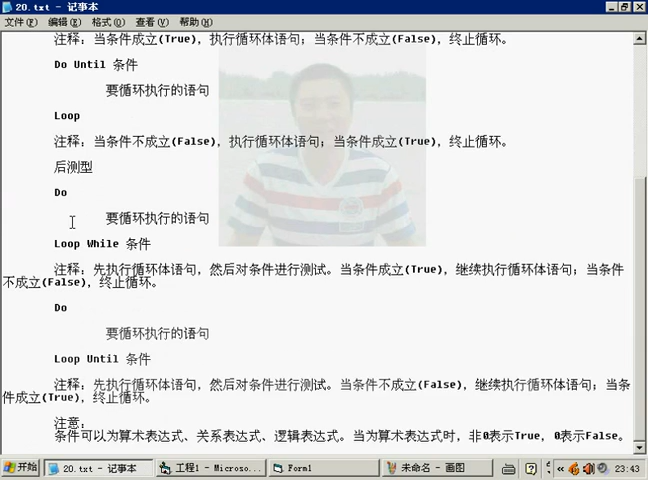 20.txt - 记事本
文件(F) 编辑(E) 格式(O) 查看(V) 帮助(H)
注释: 当条件成立(True), 执行循环体语句; 当条件不成立(False), 终止循环。
Do Until 条件
要循环执行的语句
Loop
注释: 当条件不成立(False), 执行循环体语句; 当条件成立(True), 终止循环。
后测型
Do
要循环执行的语句
Loop While 条件
注释: 先执行循环体语句, 然后对条件进行测试。当条件成立(True), 继续执行循环体语句; 当条件
不成立(False), 终止循环。
Do
要循环执行的语句
Loop Until 条件
注释: 先执行循环体语句, 然后对条件进行测试。当条件不成立(False), 继续执行循环体语句; 当条
件成立(True), 终止循环。
注意:
条件可以为算术表达式、关系表达式、逻辑表达式。当为算术表达式时, 非0表示True, 0表示False。
开始 20.txt - 记事本 工程1 - Microso... Form1 未命名 - 画图 23:43